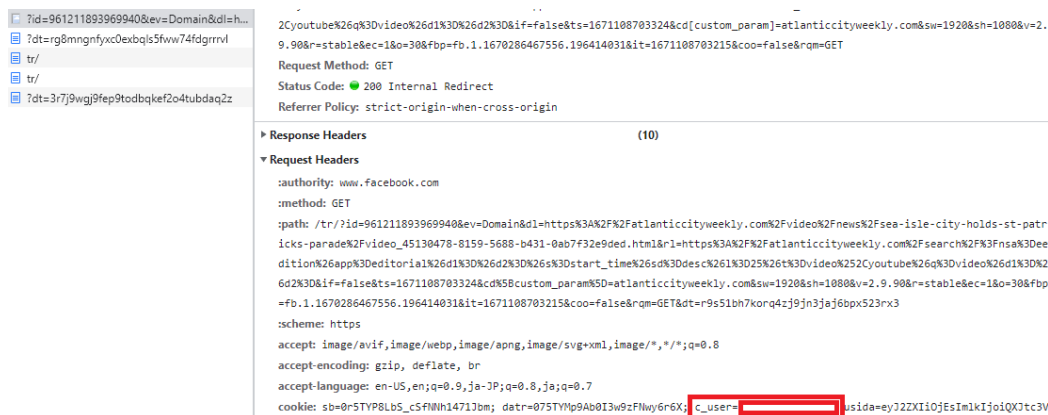 ?id=961211893969940&ev=Domain&dl=h...
?dt=rg8mngnfyxc0exbqls5fww74fdgrrrvl
tr/
tr/
?dt=3r7j9wgj9fep9todbqkef2o4tubdaq2z
2Cyoutube%26q%3Dvideo%26d1%3D%26d2%3D&if=false&ts=1671108703324&cd[custom_param]=atlanticcityweekly.com&sw=1920&sh=1080&v=2.
9.90&r=stable&ec=1&o=30&fbp=fb.1.1670286467556.196414031&it=1671108703215&coo=false&rqm=GET
Request Method: GET
Status Code: 200 Internal Redirect
Referrer Policy: strict-origin-when-cross-origin
Response Headers (10)
Request Headers
:authority: www.facebook.com
:method: GET
:path: /tr/?id=961211893969940&ev=Domain&dl=https%3A%2F%2Fatlanticcityweekly.com%2Fvideo%2Fnews%2Fsea-isle-city-holds-st-patr
icks-parade%2Fvideo_45130478-8159-5688-b431-0ab7f32e9ded.html&rl=https%3A%2F%2Fatlanticcityweekly.com%2Fsearch%2F%3Fnsa%3Dee
dition%26app%3Deditorial%26d1%3D%26d2%3D%26s%3Dstart_time%26sd%3Ddesc%26l%3D25%26t%3Dvideo%252Cyoutube%26q%3Dvideo%26d1%3D%2
6d2%3D&if=false&ts=1671108703324&cd%5Bcustom_param%5D=atlanticcityweekly.com&sw=1920&sh=1080&v=2.9.90&r=stable&ec=1&o=30&fbp
=fb.1.1670286467556.196414031&it=1671108703215&coo=false&rqm=GET&dt=r9s51bh7korq4zj9jn3jaj6bpx523rx3
:scheme: https
accept: image/avif,image/webp,image/apng,image/svg+xml,image/*,*/*;q=0.8
accept-encoding: gzip, deflate, br
accept-language: en-US,en;q=0.9,ja-JP;q=0.8,ja;q=0.7
cookie: sb=0r5TYP8LbS_cSfNNh1471Jbm; datr=075TYMp9Ab0I3w9zFNwy6r6X; c_user= usida=eyJ2ZXIiOjEsImlkIjoiQXJtc3V